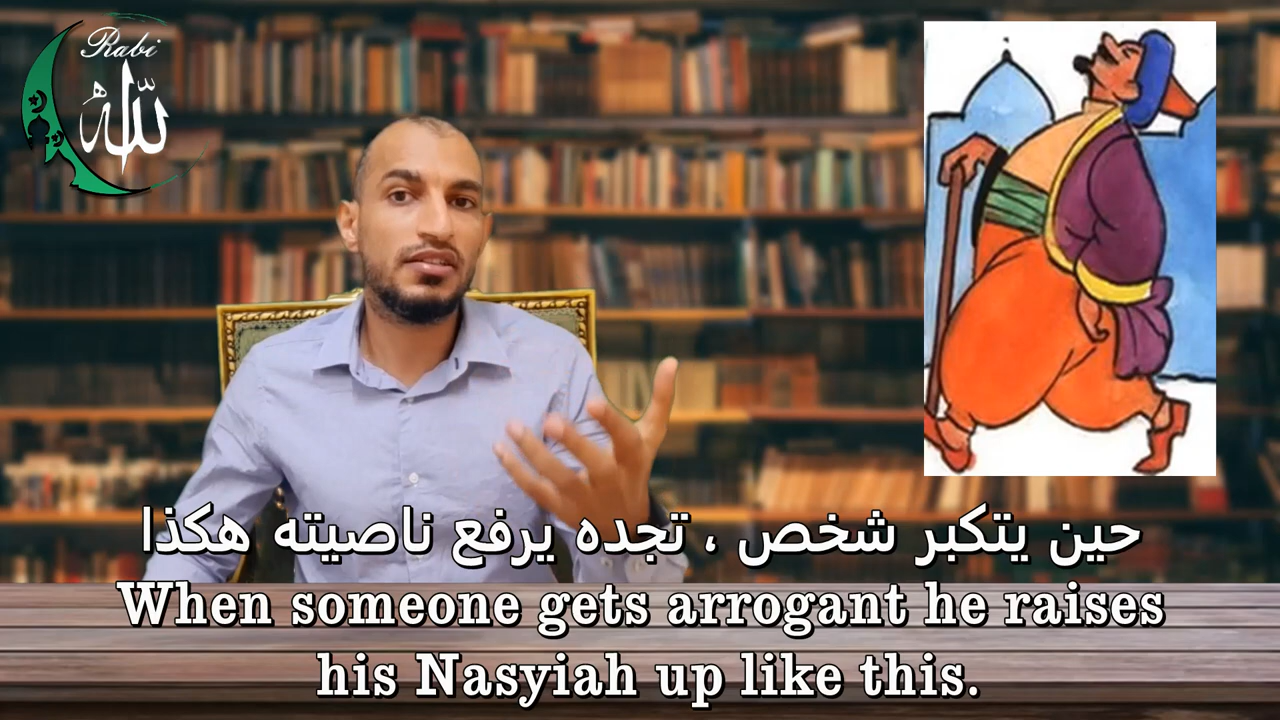 Rabi
الله
حين يتكبر شخص ، تجده يرفع ناصيته هكذا
When someone gets arrogant he raises
his Nasyiah up like this.